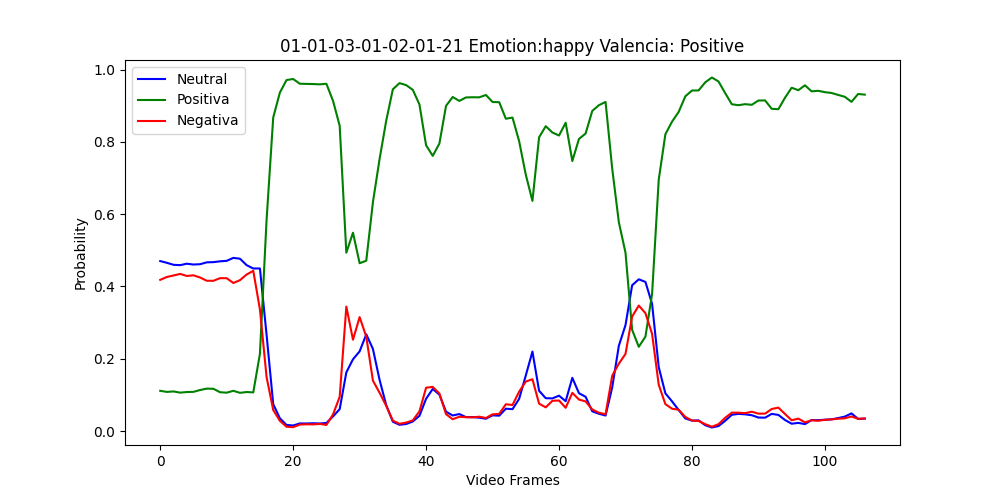 01-01-03-01-02-01-21 Emotion:happy Valencia: Positive
Neutral
Positiva
Negativa
Probability
1.0
0.8
0.6
0.4
0.2
0.0
0 20 40 60 80 100
Video Frames